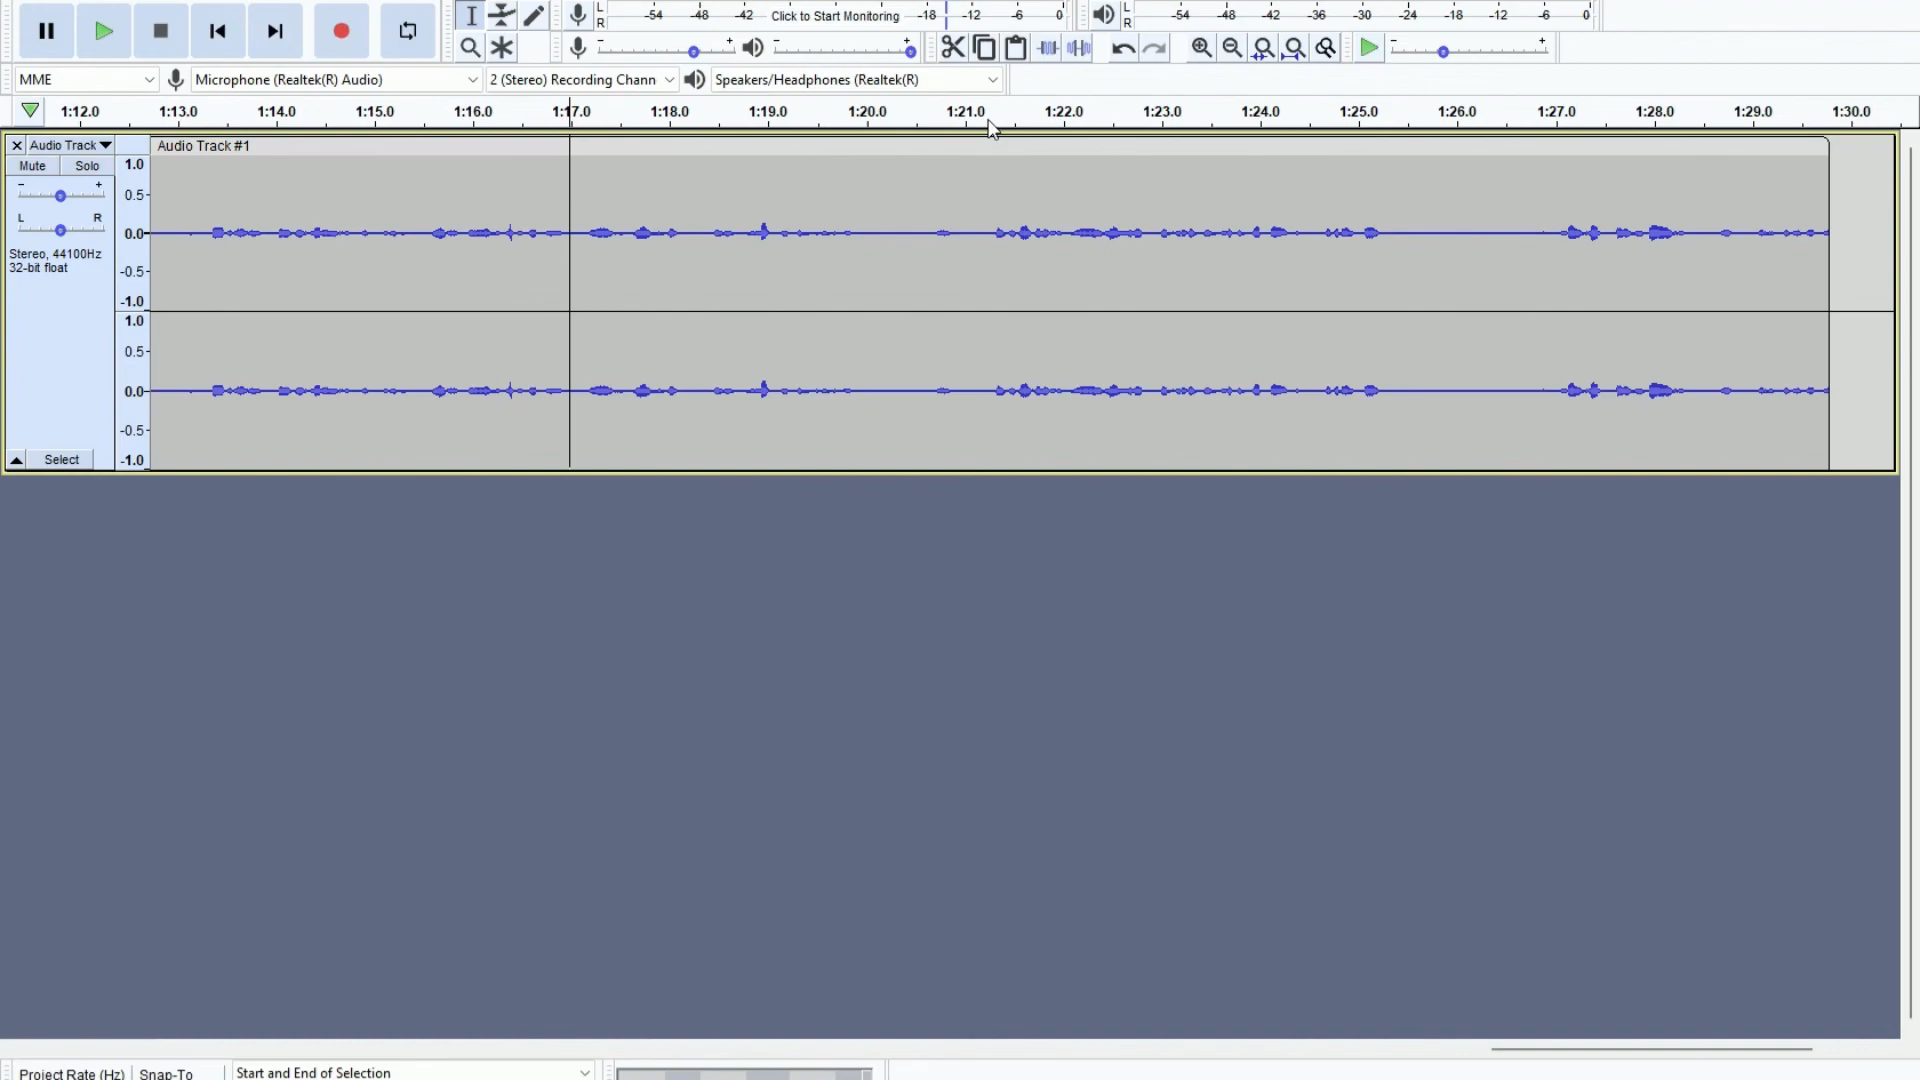 L
R
-54 -48 -42 Click to Start Monitoring -18 -12 -6 0
L
R
-54 -48 -42 -36 -30 -24 -18 -12 -6 0
- + - + - +
MME
Microphone (Realtek(R) Audio)
2 (Stereo) Recording Chann
Speakers/Headphones (Realtek(R)
1:12.0 1:13.0 1:14.0 1:15.0 1:16.0 1:17.0 1:18.0 1:19.0 1:20.0 1:21.0 1:22.0 1:23.0 1:24.0 1:25.0 1:26.0 1:27.0 1:28.0 1:29.0 1:30.0
Audio Track
Audio Track #1
Mute Solo
- +
L R
Stereo, 44100Hz
32-bit float
Select
1.0
0.5
0.0
-0.5
-1.0
1.0
0.5
0.0
-0.5
-1.0
Project Rate (Hz) Snap-To Start and End of Selection